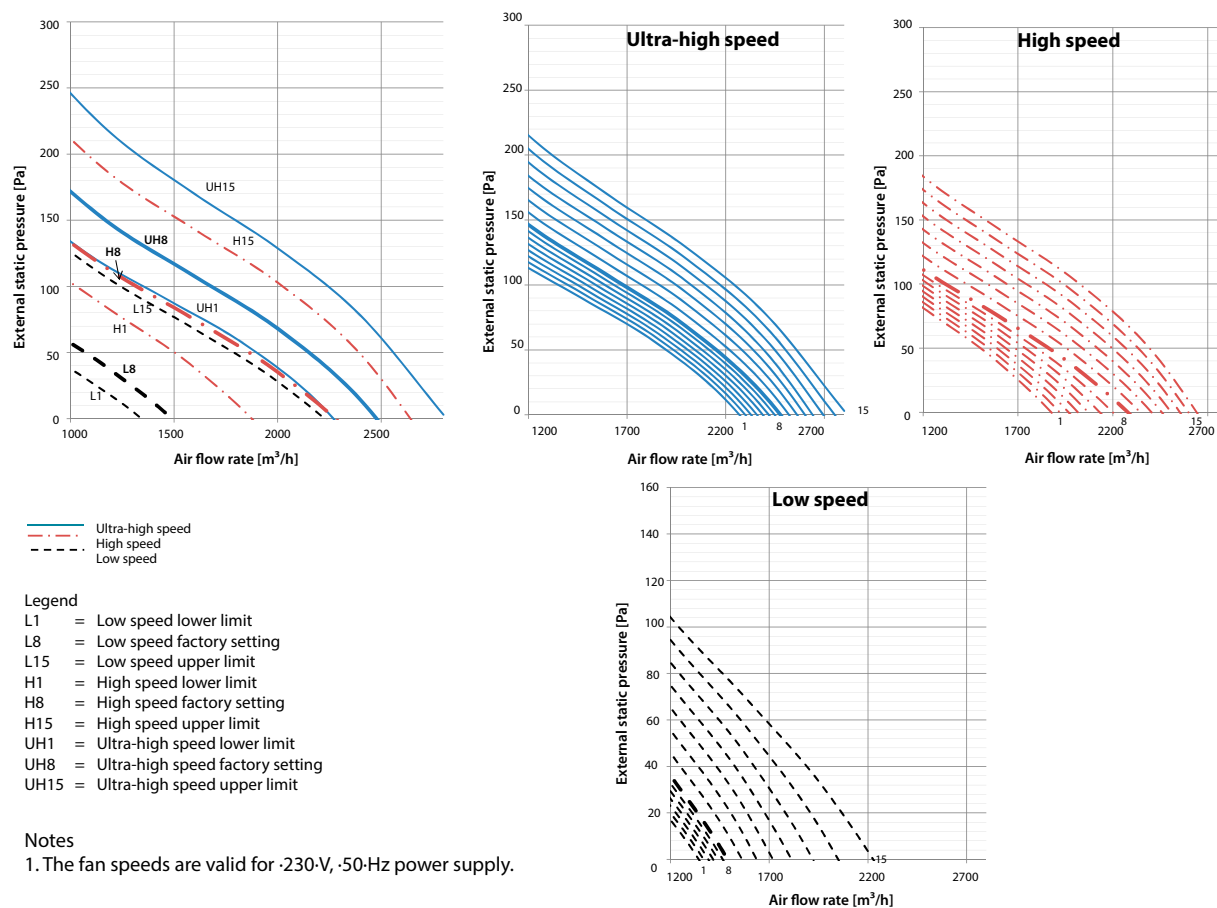 300
250
200
150
100
50
0
External static pressure [Pa]
UH15
H15
UH8
H8
UH1
L15
H1
L8
L1
1000 1500 2000 2500
Air flow rate [m³/h]
Ultra-high speed
300
250
200
150
100
50
0
External static pressure [Pa]
15
1 8
1200 1700 2200 2700
Air flow rate [m³/h]
High speed
300
250
200
150
100
50
0
External static pressure [Pa]
1 8 15
1200 1700 2200 2700
Air flow rate [m³/h]
Low speed
160
140
120
100
80
60
40
20
0
External static pressure [Pa]
15
1 8
1200 1700 2200 2700
Air flow rate [m³/h]
Ultra-high speed
High speed
Low speed
Legend
L1 = Low speed lower limit
L8 = Low speed factory setting
L15 = Low speed upper limit
H1 = High speed lower limit
H8 = High speed factory setting
H15 = High speed upper limit
UH1 = Ultra-high speed lower limit
UH8 = Ultra-high speed factory setting
UH15 = Ultra-high speed upper limit
Notes
1. The fan speeds are valid for ·230·V, ·50·Hz power supply.